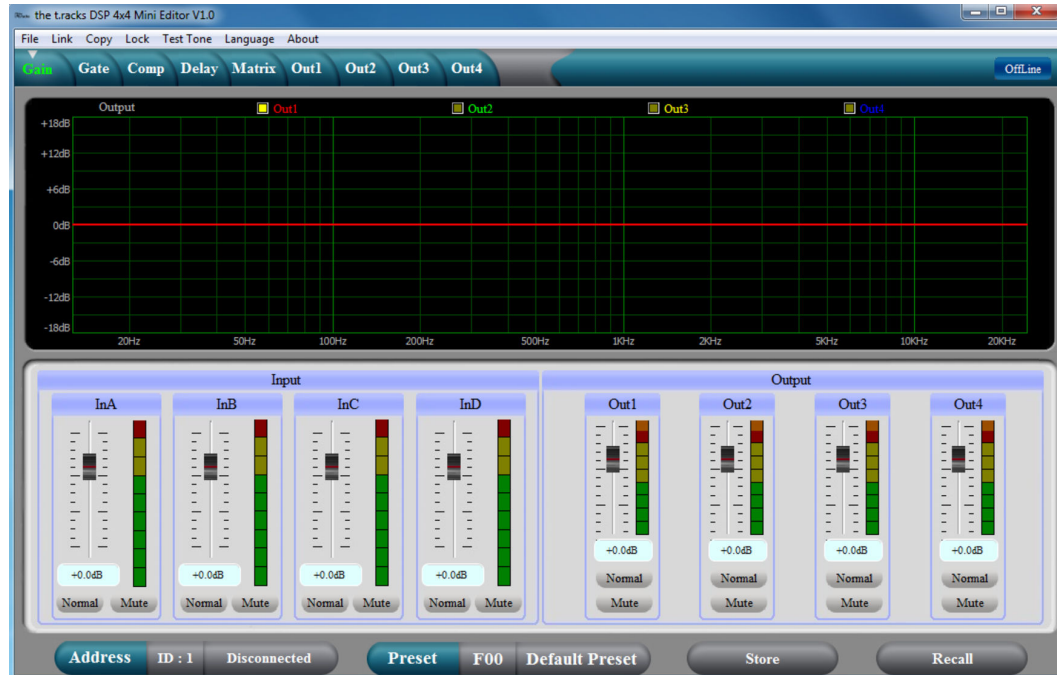 the t.racks DSP 4x4 Mini Editor V1.0
File Link Copy Lock Test Tone Language About
Gain Gate Comp Delay Matrix Out1 Out2 Out3 Out4 OffLine
Output Out1 Out2 Out3 Out4
+18dB
+12dB
+6dB
0dB
-6dB
-12dB
-18dB
20Hz 50Hz 100Hz 200Hz 500Hz 1KHz 2KHz 5KHz 10KHz 20KHz
Input Output
InA InB InC InD Out1 Out2 Out3 Out4
+0.0dB +0.0dB +0.0dB +0.0dB
+0.0dB +0.0dB +0.0dB +0.0dB
Normal Normal Normal Normal
Normal Mute Normal Mute Normal Mute Normal Mute Mute Mute Mute Mute
Address ID : 1 Disconnected Preset F00 Default Preset Store Recall